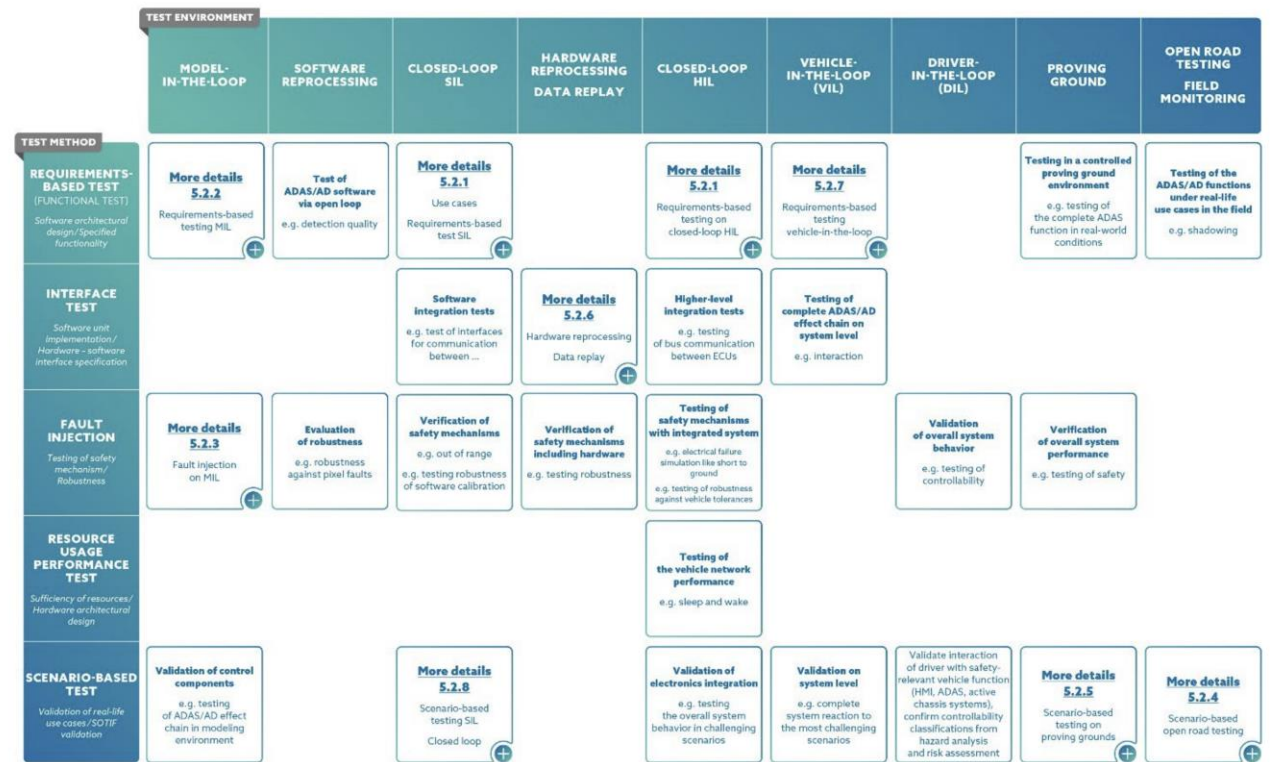 TEST ENVIRONMENT
MODEL-
IN-THE-LOOP
SOFTWARE
REPROCESSING
CLOSED-LOOP
SIL
HARDWARE
REPROCESSING
DATA REPLAY
CLOSED-LOOP
HIL
VEHICLE-
IN-THE-LOOP
(VIL)
DRIVER-
IN-THE-LOOP
(DIL)
PROVING
GROUND
OPEN ROAD
TESTING
FIELD
MONITORING
TEST METHOD
REQUIREMENTS-
BASED TEST
(FUNCTIONAL TEST)
Software architectural
design/Specified
functionality
More details
5.2.2
Requirements-based
testing MIL
Test of
ADAS/AD software
via open loop
e.g. detection quality
More details
5.2.1
Use cases
Requirements-based
test SIL
More details
5.2.1
Requirements-based
testing on
closed-loop HIL
More details
5.2.7
Requirements-based
testing
vehicle-in-the-loop
Testing in a controlled
proving ground
environment
e.g. testing of
the complete ADAS
function in real-world
conditions
Testing of the
ADAS/AD functions
under real-life
use cases in the field
e.g. shadowing
INTERFACE
TEST
Software unit
implementation/
Hardware - software
interface specification
Software
integration tests
e.g. test of interfaces
for communication
between ...
More details
5.2.6
Hardware reprocessing
Data replay
Higher-level
integration tests
e.g. testing
of bus communication
between ECUs
Testing of
complete ADAS/AD
effect chain on
system level
e.g. interaction
FAULT
INJECTION
Testing of safety
mechanism/
Robustness
More details
5.2.3
Fault injection
on MIL
Evaluation
of robustness
e.g. robustness
against pixel faults
Verification of
safety mechanisms
e.g. out of range
e.g. testing robustness
of software calibration
Verification of
safety mechanisms
including hardware
e.g. testing robustness
Testing of
safety mechanisms
with integrated system
e.g. electrical failure
simulation like short to
ground
e.g. testing of robustness
against vehicle tolerances
Validation
of overall system
behavior
e.g. testing of
controllability
Verification
of overall system
performance
e.g. testing of safety
RESOURCE
USAGE
PERFORMANCE
TEST
Sufficiency of resources/
Hardware architectural
design
Testing of
the vehicle network
performance
e.g. sleep and wake
SCENARIO-BASED
TEST
Validation of real-life
use cases/SOTIF
validation
Validation of control
components
e.g. testing
of ADAS/AD effect
chain in modeling
environment
More details
5.2.8
Scenario-based
testing SIL
Closed loop
Validation of
electronics integration
e.g. testing
the overall system
behavior in challenging
scenarios
Validation on
system level
e.g. complete
system reaction to
the most challenging
scenarios
Validate interaction
of driver with safety-
relevant vehicle function
(HMI, ADAS, active
chassis systems),
confirm controllability
classifications from
hazard analysis
and risk assessment
More details
5.2.5
Scenario-based
testing on
proving grounds
More details
5.2.4
Scenario-based
open road testing